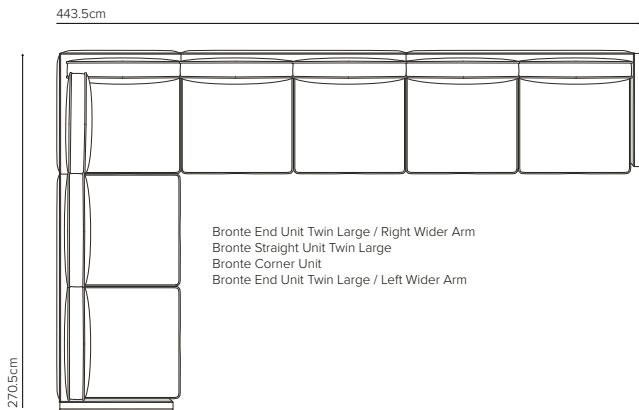 443.5cm
Bronte End Unit Twin Large / Right Wider Arm
Bronte Straight Unit Twin Large
Bronte Corner Unit
Bronte End Unit Twin Large / Left Wider Arm
270.5cm